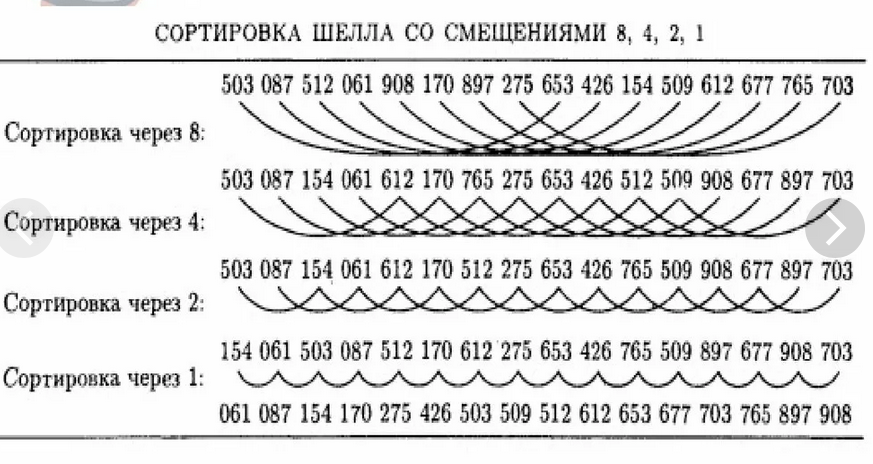 СОРТИРОВКА ШЕЛЛА СО СМЕЩЕНИЯМИ 8, 4, 2, 1
503 087 512 061 908 170 897 275 653 426 154 509 612 677 765 703
Сортировка через 8:
503 087 154 061 612 170 765 275 653 426 512 509 908 677 897 703
Сортировка через 4:
503 087 154 061 612 170 512 275 653 426 765 509 908 677 897 703
Сортировка через 2:
154 061 503 087 512 170 612 275 653 426 765 509 897 677 908 703
Сортировка через 1:
061 087 154 170 275 426 503 509 512 612 653 677 703 765 897 908